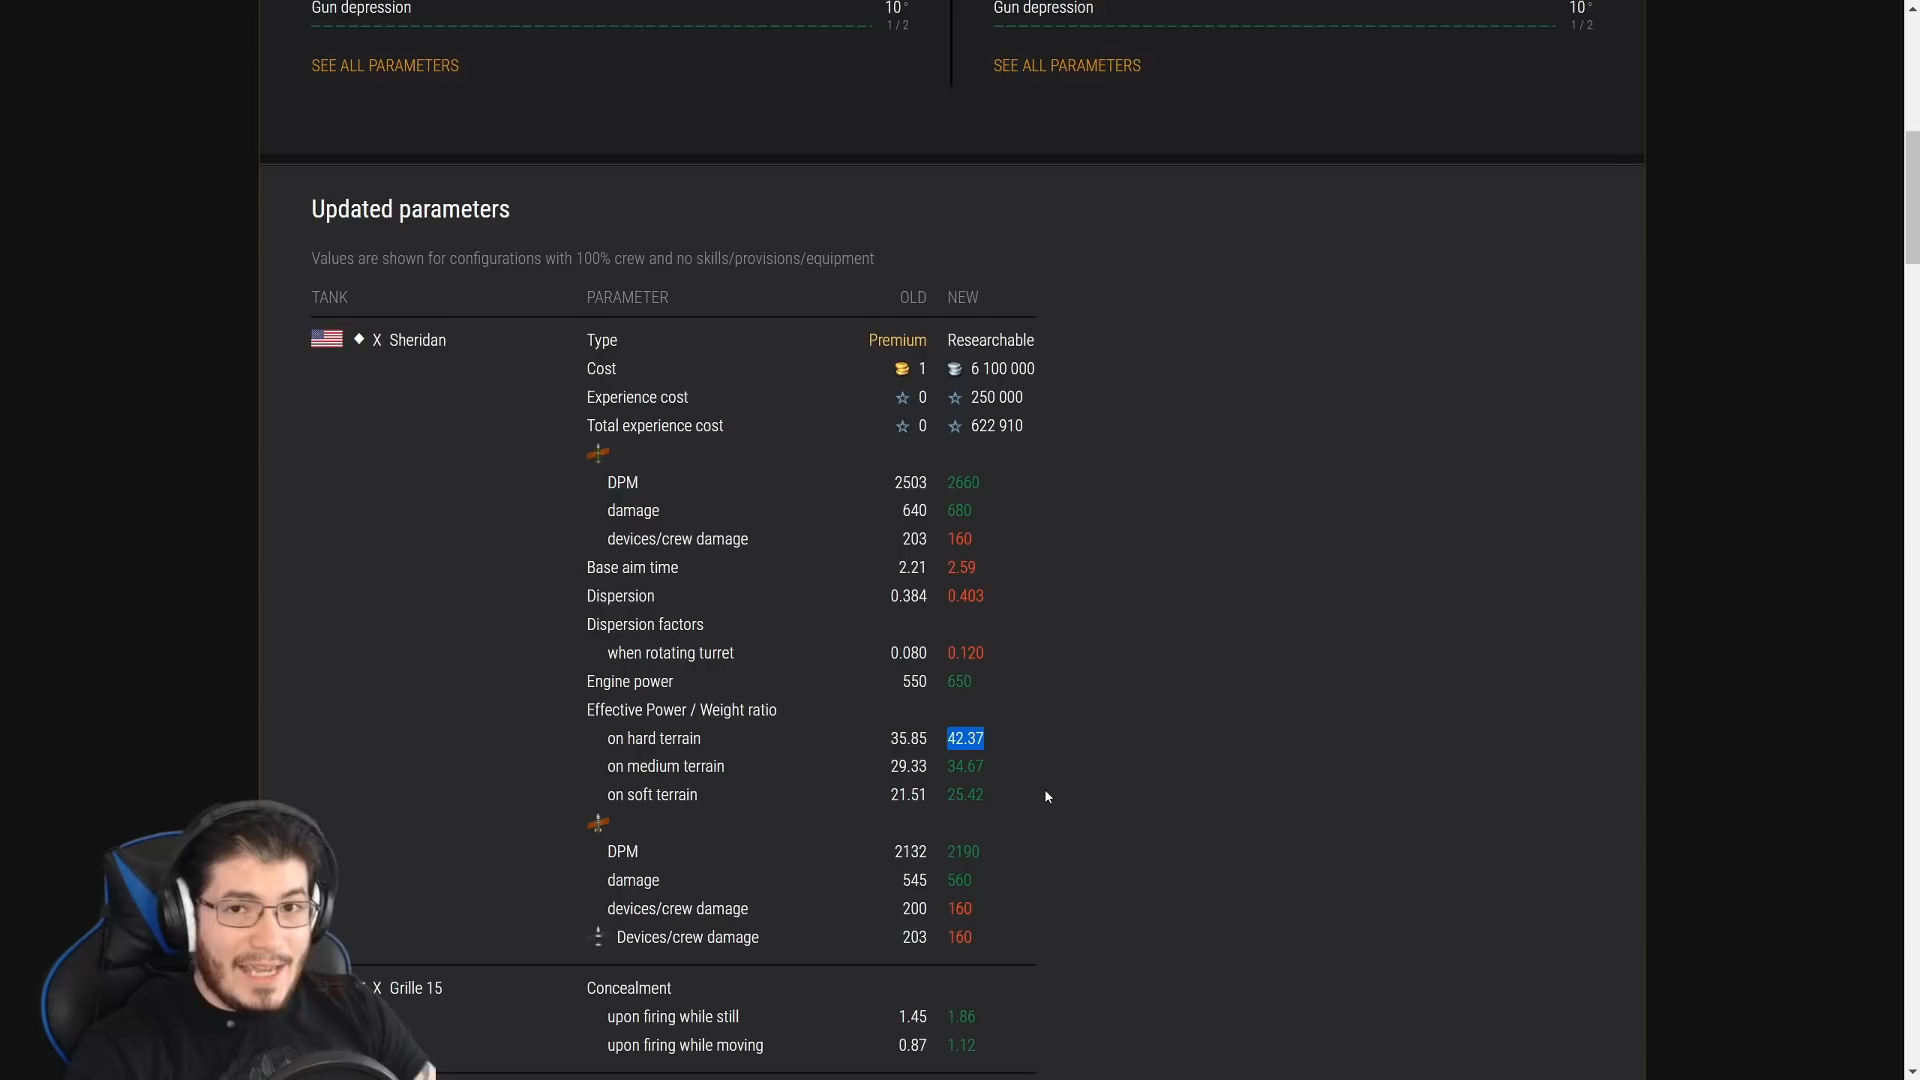 Gun depression 10° Gun depression 10°
1 / 2 1 / 2
SEE ALL PARAMETERS SEE ALL PARAMETERS
Updated parameters
Values are shown for configurations with 100% crew and no skills/provisions/equipment
TANK PARAMETER OLD NEW
X Sheridan Type Premium Researchable
Cost 1 6 100 000
Experience cost 0 250 000
Total experience cost 0 622 910
DPM 2503 2660
damage 640 680
devices/crew damage 203 160
Base aim time 2.21 2.59
Dispersion 0.384 0.403
Dispersion factors
when rotating turret 0.080 0.120
Engine power 550 650
Effective Power / Weight ratio
on hard terrain 35.85 42.37
on medium terrain 29.33 34.67
on soft terrain 21.51 25.42
DPM 2132 2190
damage 545 560
devices/crew damage 200 160
Devices/crew damage 203 160
X Grille 15 Concealment
upon firing while still 1.45 1.86
upon firing while moving 0.87 1.12